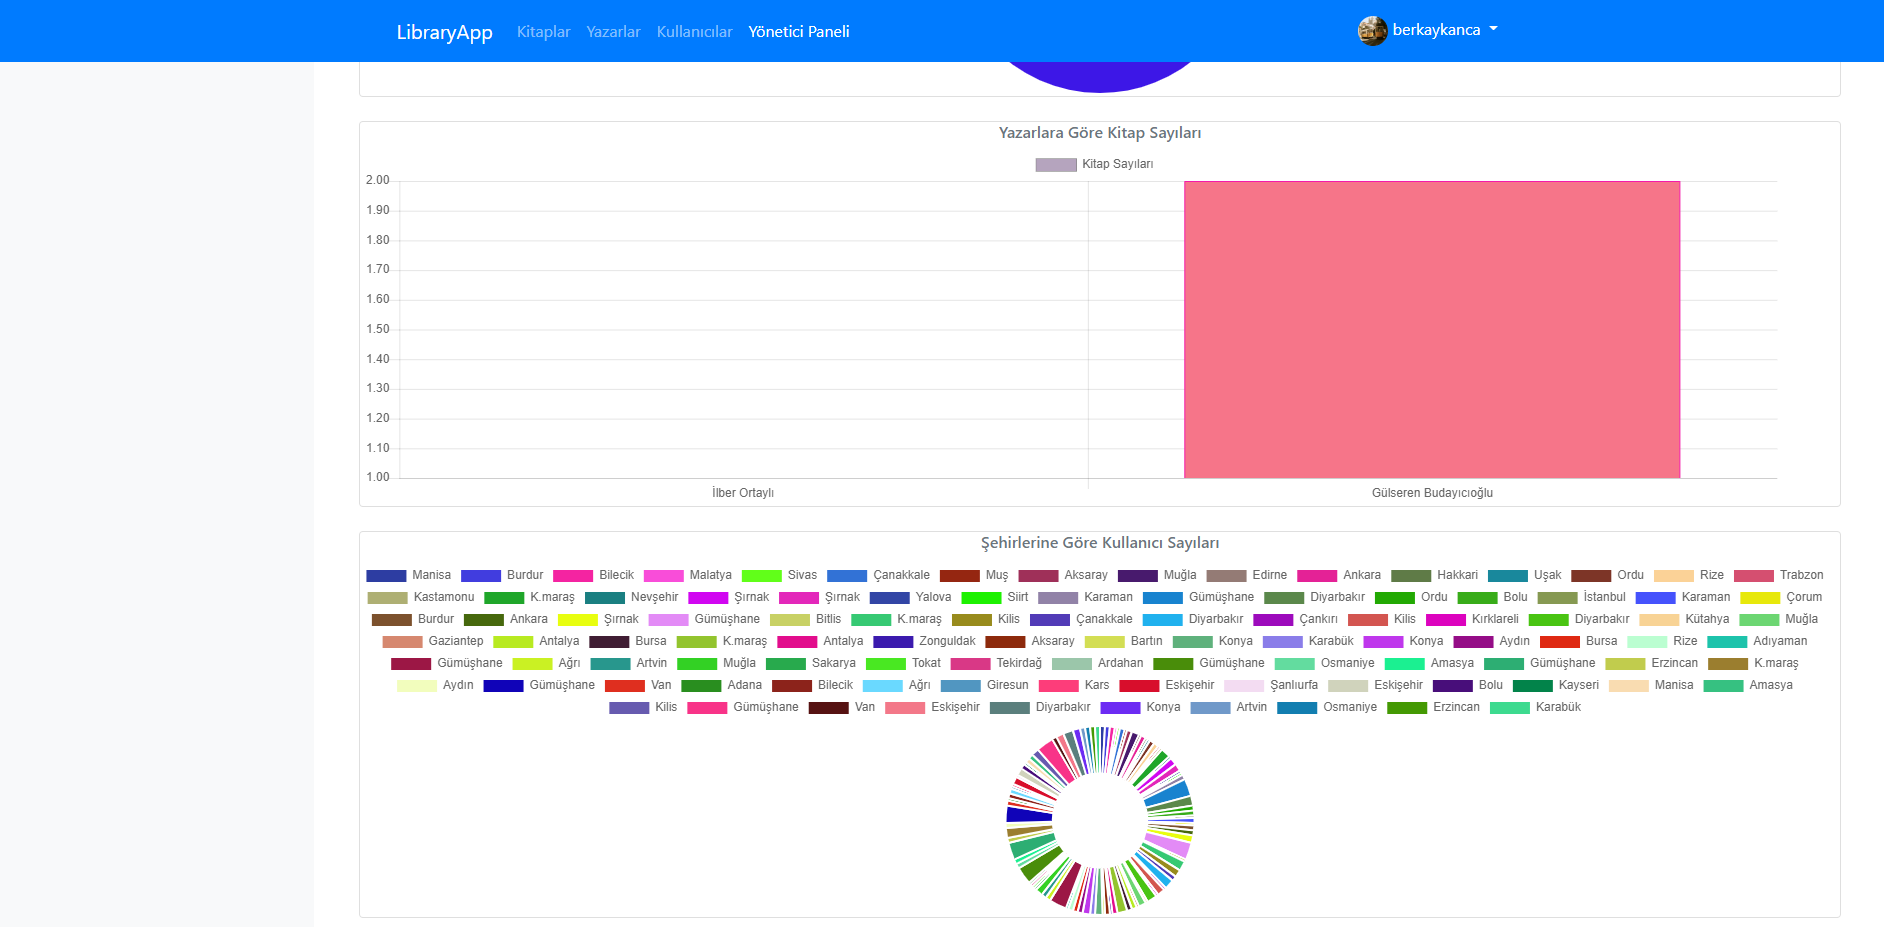 LibraryApp Kitaplar Yazarlar Kullanıcılar Yönetici Paneli berkaykanca
Yazarlara Göre Kitap Sayıları
Kitap Sayıları
2.00
1.90
1.80
1.70
1.60
1.50
1.40
1.30
1.20
1.10
1.00
İlber Ortaylı Gülseren Budayıcıoğlu
Şehirlerine Göre Kullanıcı Sayıları
Manisa Burdur Bilecik Malatya Sivas Çanakkale Muş Aksaray Muğla Edirne Ankara Hakkari Uşak Ordu Rize Trabzon
Kastamonu K.maraş Nevşehir Şırnak Şırnak Yalova Siirt Karaman Gümüşhane Diyarbakır Ordu Bolu İstanbul Karaman Çorum
Burdur Ankara Şırnak Gümüşhane Bitlis K.maraş Kilis Çanakkale Diyarbakır Çankırı Kilis Kırklareli Diyarbakır Kütahya Muğla
Gaziantep Antalya Bursa K.maraş Antalya Zonguldak Aksaray Bartın Konya Karabük Konya Aydın Bursa Rize Adıyaman
Gümüşhane Ağrı Artvin Muğla Sakarya Tokat Tekirdağ Ardahan Gümüşhane Osmaniye Amasya Gümüşhane Erzincan K.maraş
Aydın Gümüşhane Van Adana Bilecik Ağrı Giresun Kars Eskişehir Şanlıurfa Eskişehir Bolu Kayseri Manisa Amasya
Kilis Gümüşhane Van Eskişehir Diyarbakır Konya Artvin Osmaniye Erzincan Karabük